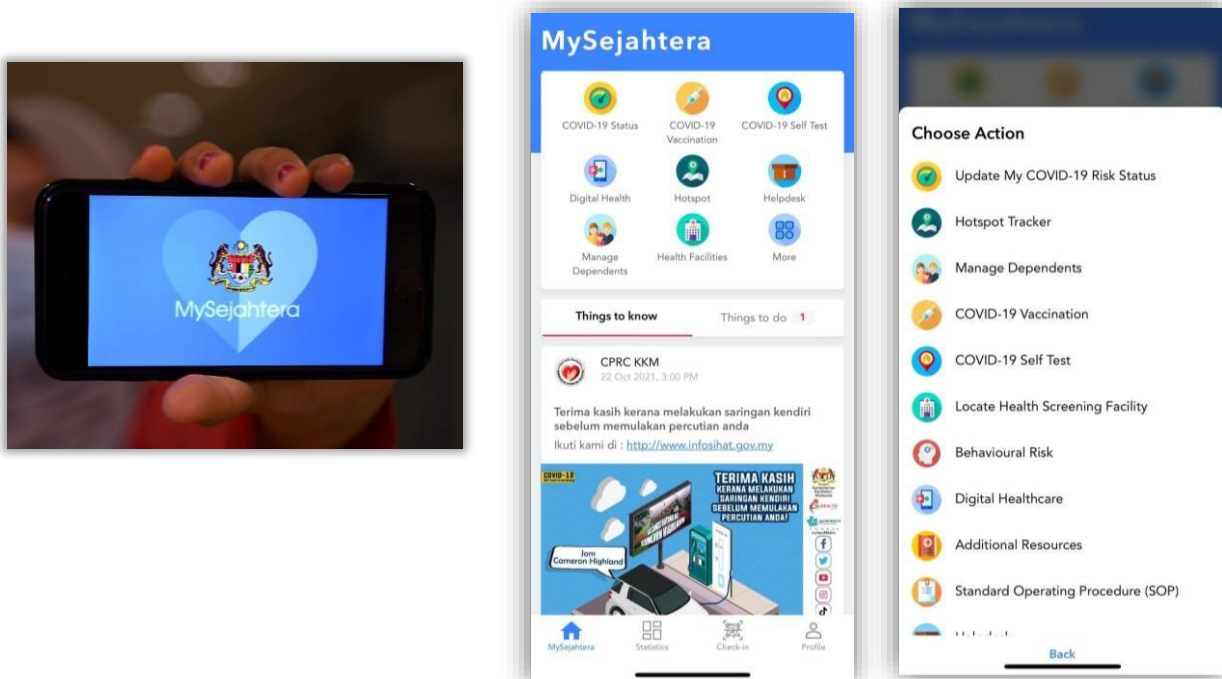 MySejahtera
MySejahtera
COVID-19 Status
COVID-19
Vaccination
COVID-19 Self Test
Digital Health
Hotspot
Helpdesk
Manage
Dependents
Health Facilities
More
Things to know
Things to do 1
CPRC KKM
22 Oct 2021, 3:00 PM
Terima kasih kerana melakukan saringan kendiri
sebelum memulakan percutian anda
Ikuti kami di : http://www.infosihat.gov.my
COVID-19
TERIMA KASIH
KERANA MELAKUKAN
SARINGAN KENDIRI
SEBELUM MEMULAKAN
PERCUTIAN ANDA!
Jom
Cameron Highland
MySejahtera
Statistics
Check-in
Profile
Choose Action
Update My COVID-19 Risk Status
Hotspot Tracker
Manage Dependents
COVID-19 Vaccination
COVID-19 Self Test
Locate Health Screening Facility
Behavioural Risk
Digital Healthcare
Additional Resources
Standard Operating Procedure (SOP)
Back